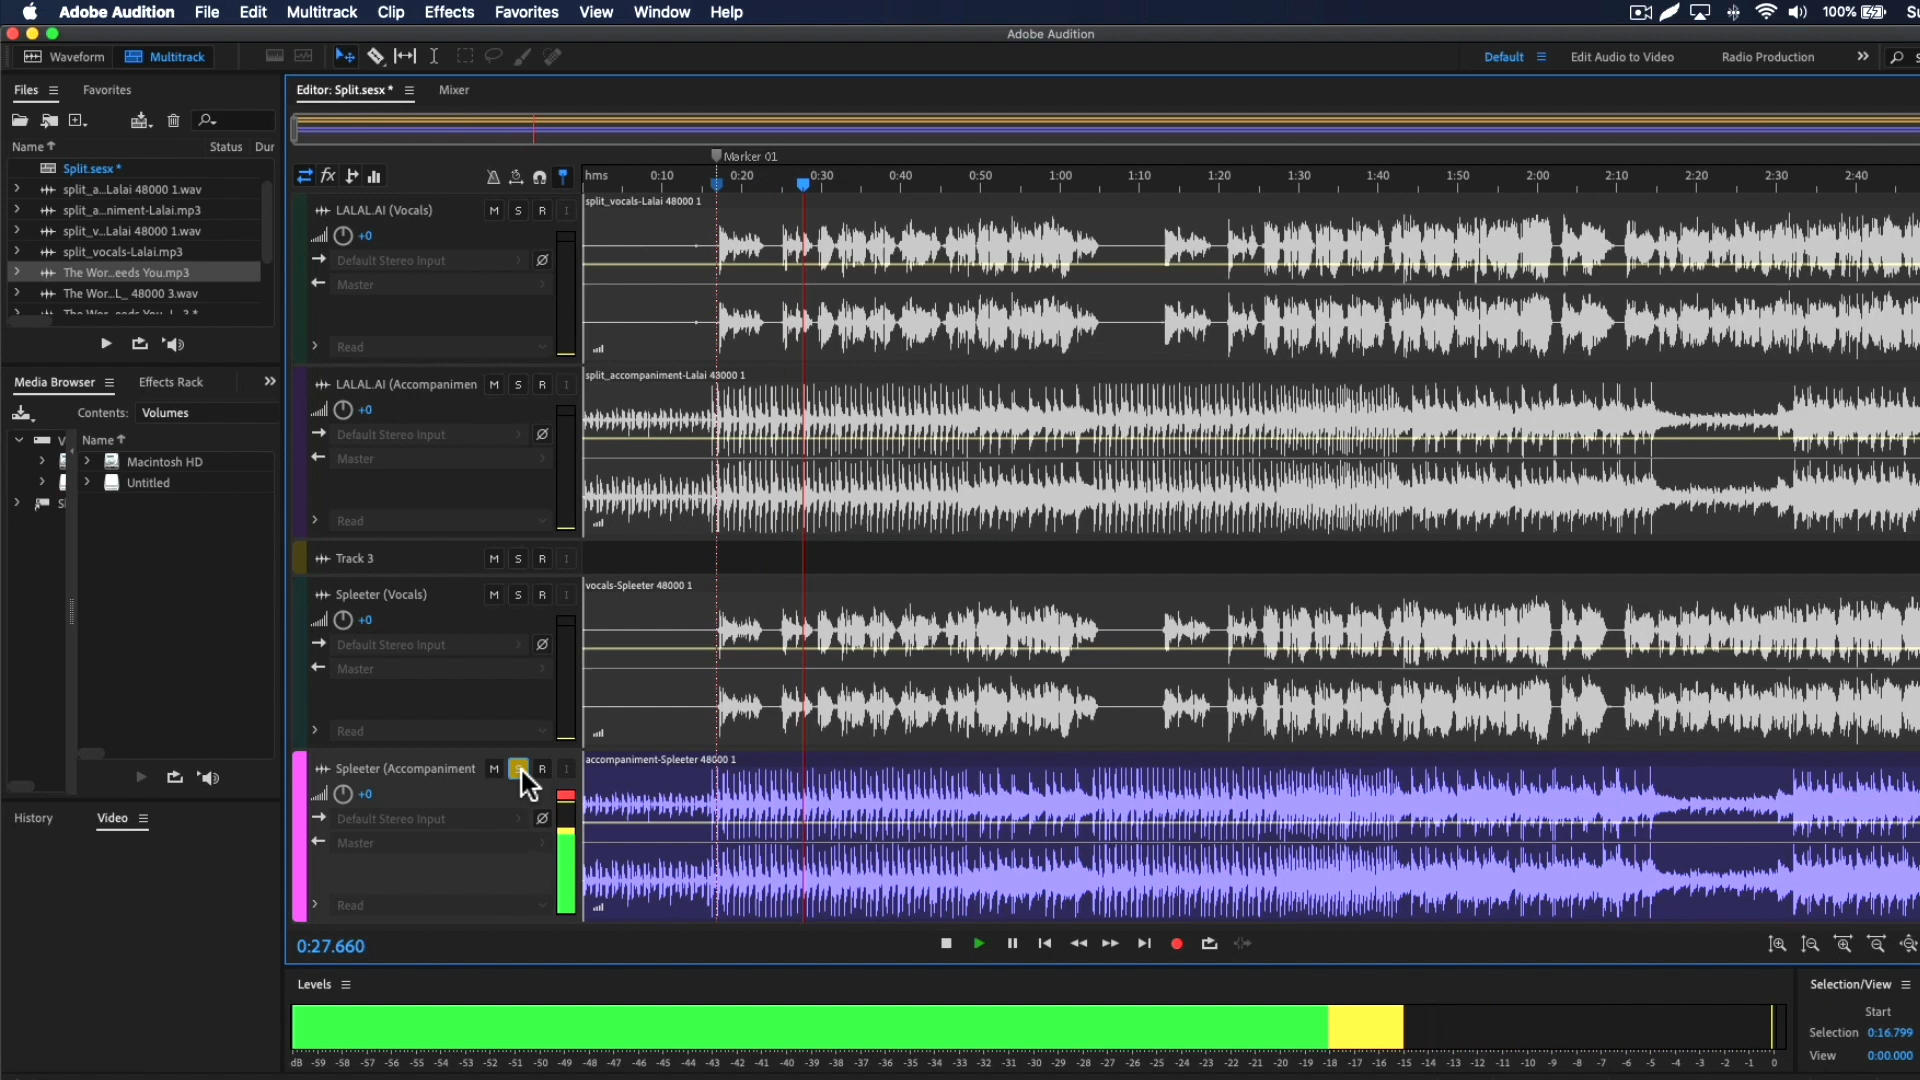 Adobe Audition File Edit Multitrack Clip Effects Favorites View Window Help 100%
Adobe Audition
Waveform Multitrack Default Edit Audio to Video Radio Production
Files Favorites Editor: Split.sesx * Mixer
Name Status Dur
Split.sesx *
split_a...Lalai 48000 1.wav
split_a...niment-Lalai.mp3
split_v...Lalai 48000 1.wav
split_vocals-Lalai.mp3
The Wor...eeds You.mp3
The Wor...L_ 48000 3.wav
Media Browser Effects Rack
Contents: Volumes
V Name
Macintosh HD
Untitled
History Video
Marker 01
fx hms 0:10 0:20 0:30 0:40 0:50 1:00 1:10 1:20 1:30 1:40 1:50 2:00 2:10 2:20 2:30 2:40
LALAL.AI (Vocals) M S R I split_vocals-Lalai 48000 1
+0
Default Stereo Input
Master
Read
LALAL.AI (Accompanimen M S R I split_accompaniment-Lalai 48000 1
+0
Default Stereo Input
Master
Read
Track 3 M S R I
Spleeter (Vocals) M S R I vocals-Spleeter 48000 1
+0
Default Stereo Input
Master
Read
Spleeter (Accompaniment M S R I accompaniment-Spleeter 48000 1
+0
Default Stereo Input
Master
Read
0:27.660
Levels Selection/View
Start
Selection 0:16.799
View 0:00.000
dB -59 -58 -57 -56 -55 -54 -53 -52 -51 -50 -49 -48 -47 -46 -45 -44 -43 -42 -41 -40 -39 -38 -37 -36 -35 -34 -33 -32 -31 -30 -29 -28 -27 -26 -25 -24 -23 -22 -21 -20 -19 -18 -17 -16 -15 -14 -13 -12 -11 -10 -9 -8 -7 -6 -5 -4 -3 -2 -1 0